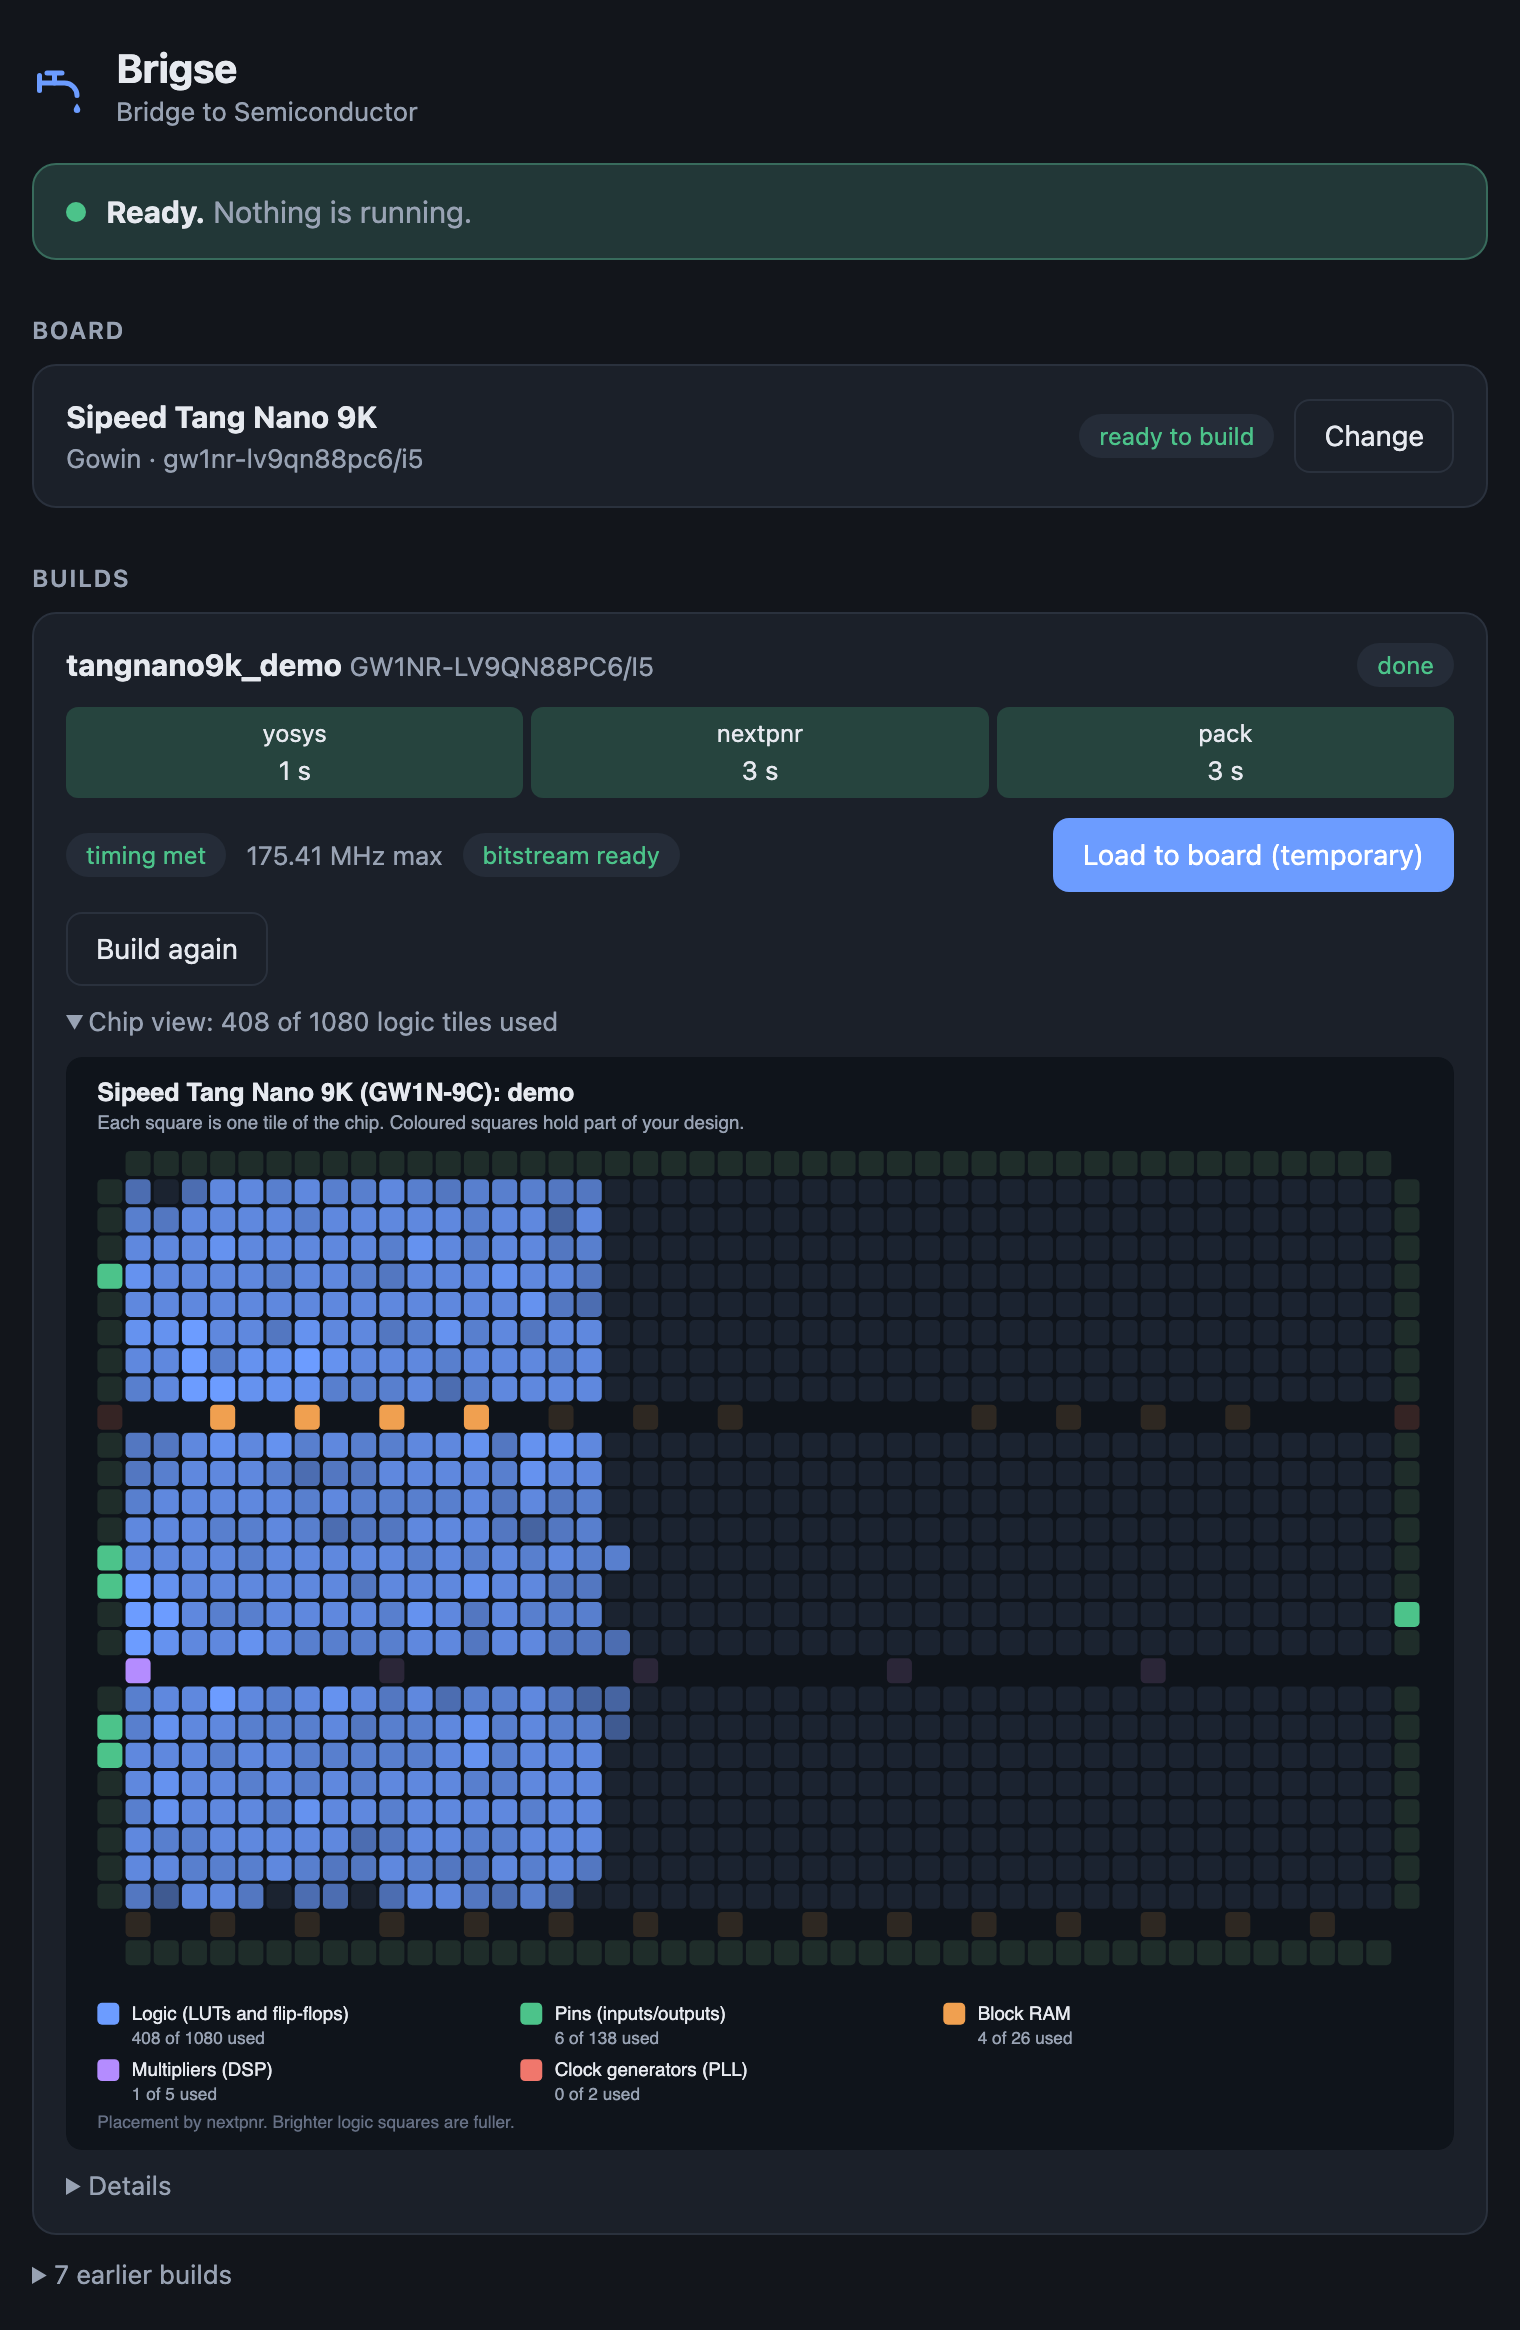 Brigse
Bridge to Semiconductor
Ready. Nothing is running.
BOARD
Sipeed Tang Nano 9K
Gowin · gw1nr-lv9qn88pc6/i5
ready to build
Change
BUILDS
tangnano9k_demo GW1NR-LV9QN88PC6/I5
done
yosys
1 s
nextpnr
3 s
pack
3 s
timing met
175.41 MHz max
bitstream ready
Load to board (temporary)
Build again
▼ Chip view: 408 of 1080 logic tiles used
Sipeed Tang Nano 9K (GW1N-9C): demo
Each square is one tile of the chip. Coloured squares hold part of your design.
Logic (LUTs and flip-flops)
408 of 1080 used
Pins (inputs/outputs)
6 of 138 used
Block RAM
4 of 26 used
Multipliers (DSP)
1 of 5 used
Clock generators (PLL)
0 of 2 used
Placement by nextpnr. Brighter logic squares are fuller.
▶ Details
▶ 7 earlier builds